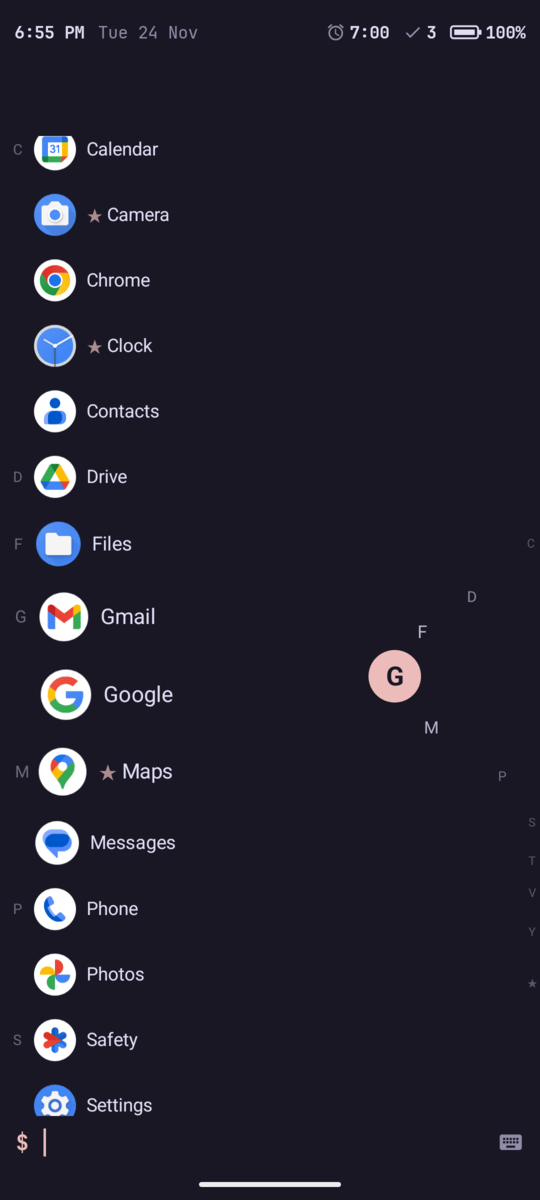 6:55 PM Tue 24 Nov 7:00 3 100%
C Calendar
31
★ Camera
Chrome
★ Clock
Contacts
D Drive
F Files
C
D
G Gmail
F
G
Google
M
M ★ Maps
P
S
Messages
T
V
P Phone
Y
Photos
★
S Safety
Settings
$